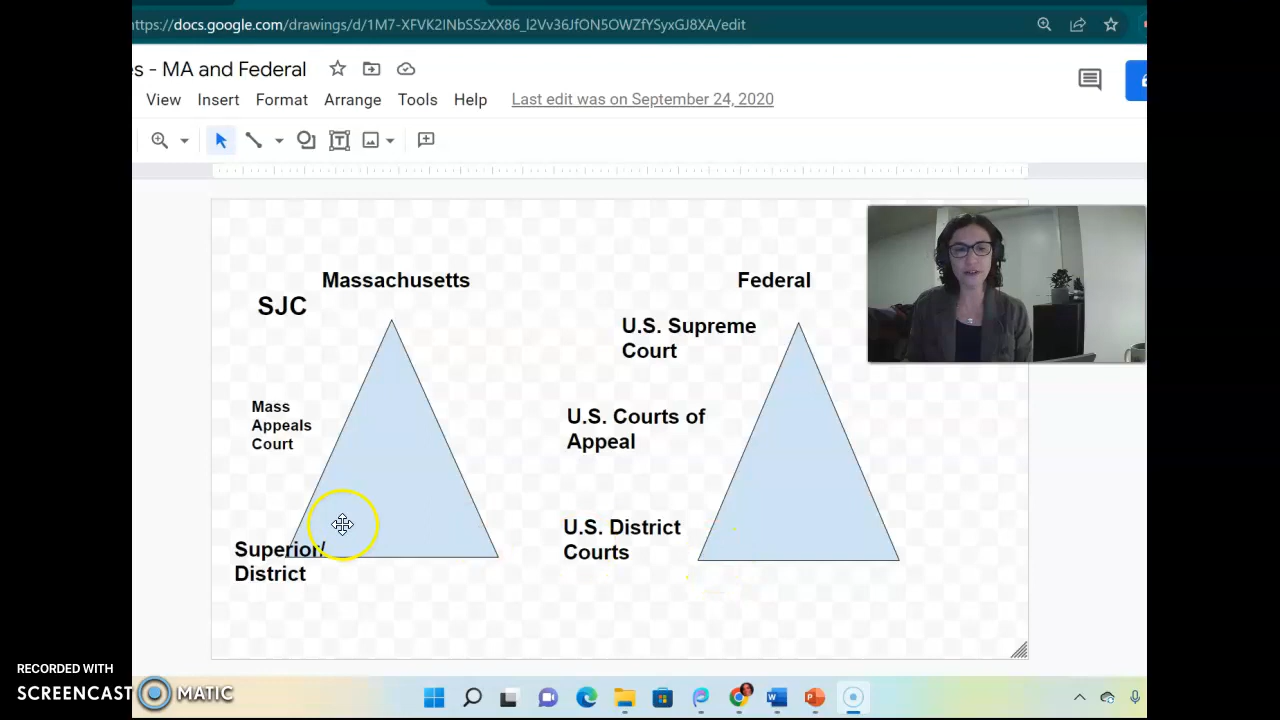 https://docs.google.com/drawings/d/1M7-XFVK2INbSSzXX86_l2Vv36JfON5OWZfYSyxGJ8XA/edit
es - MA and Federal
View Insert Format Arrange Tools Help Last edit was on September 24, 2020
Massachusetts
SJC
Mass
Appeals
Court
Superior/
District
Federal
U.S. Supreme
Court
U.S. Courts of
Appeal
U.S. District
Courts
RECORDED WITH
SCREENCAST MATIC